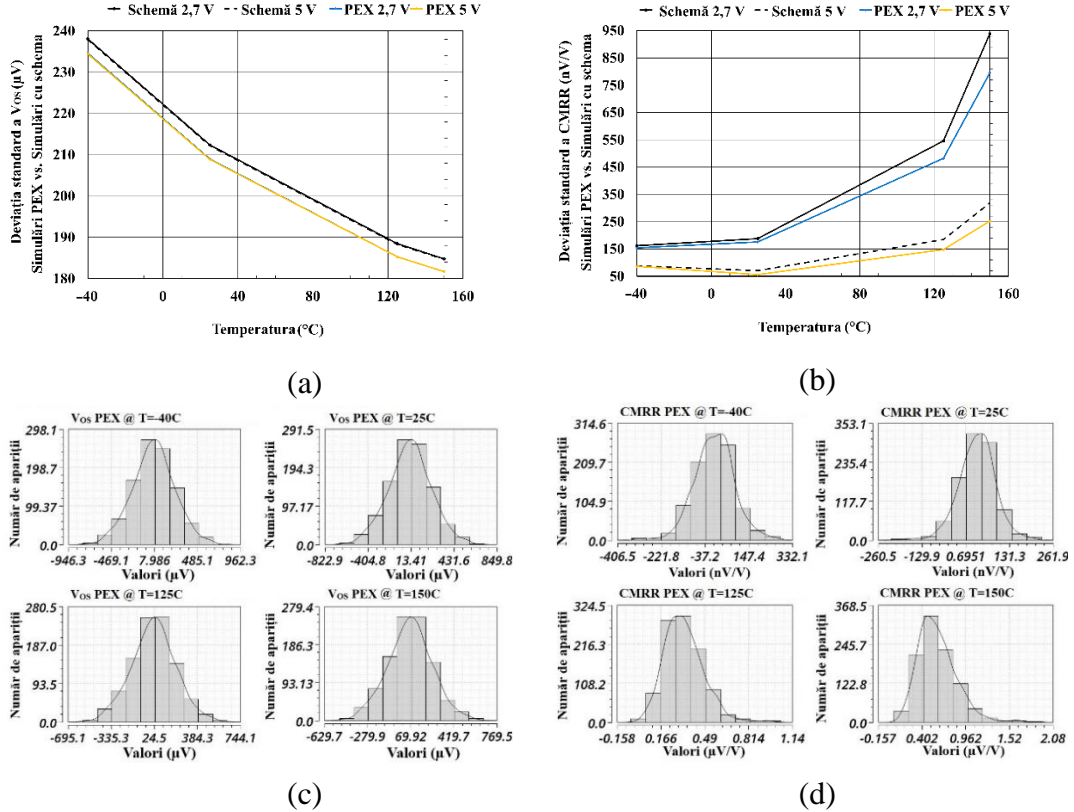 Schemă 2,7 V Schemă 5 V PEX 2,7 V PEX 5 V
Deviația standard a VOS (µV)
Simulări PEX vs. Simulări cu schema
240
230
220
210
200
190
180
-40 0 40 80 120 160
Temperatura (°C)
(a)
Schemă 2,7 V Schemă 5 V PEX 2,7 V PEX 5 V
Deviația standard a CMRR (nV/V)
Simulări PEX vs. Simulări cu schema
950
850
750
650
550
450
350
250
150
50
-40 0 40 80 120 160
Temperatura (°C)
(b)
VOS PEX @ T=-40C
Număr de apariții
298.1
198.7
99.37
0.0
-946.3 -469.1 7.986 485.1 962.3
Valori (µV)
VOS PEX @ T=25C
Număr de apariții
291.5
194.3
97.16
0.0
-822.9 -404.8 13.41 431.6 849.8
Valori (µV)
VOS PEX @ T=125C
Număr de apariții
280.5
187.0
93.5
0.0
-695.1 -335.3 24.5 384.3 744.1
Valori (µV)
VOS PEX @ T=150C
Număr de apariții
279.4
186.3
93.13
0.0
-629.7 -279.9 69.92 419.7 769.5
Valori (µV)
(c)
CMRR PEX @ T=-40C
Număr de apariții
314.6
209.7
104.9
0.0
-406.5 -221.8 -37.2 147.4 332.1
Valori (nV/V)
CMRR PEX @ T=25C
Număr de apariții
353.1
235.4
117.7
0.0
-260.5 -129.9 0.6951 131.3 261.9
Valori (nV/V)
CMRR PEX @ T=125C
Număr de apariții
324.5
216.3
108.2
0.0
-0.158 0.166 0.49 0.814 1.14
Valori (µV/V)
CMRR PEX @ T=150C
Număr de apariții
368.5
245.7
122.8
0.0
-0.157 0.402 0.962 1.52 2.08
Valori (µV/V)
(d)